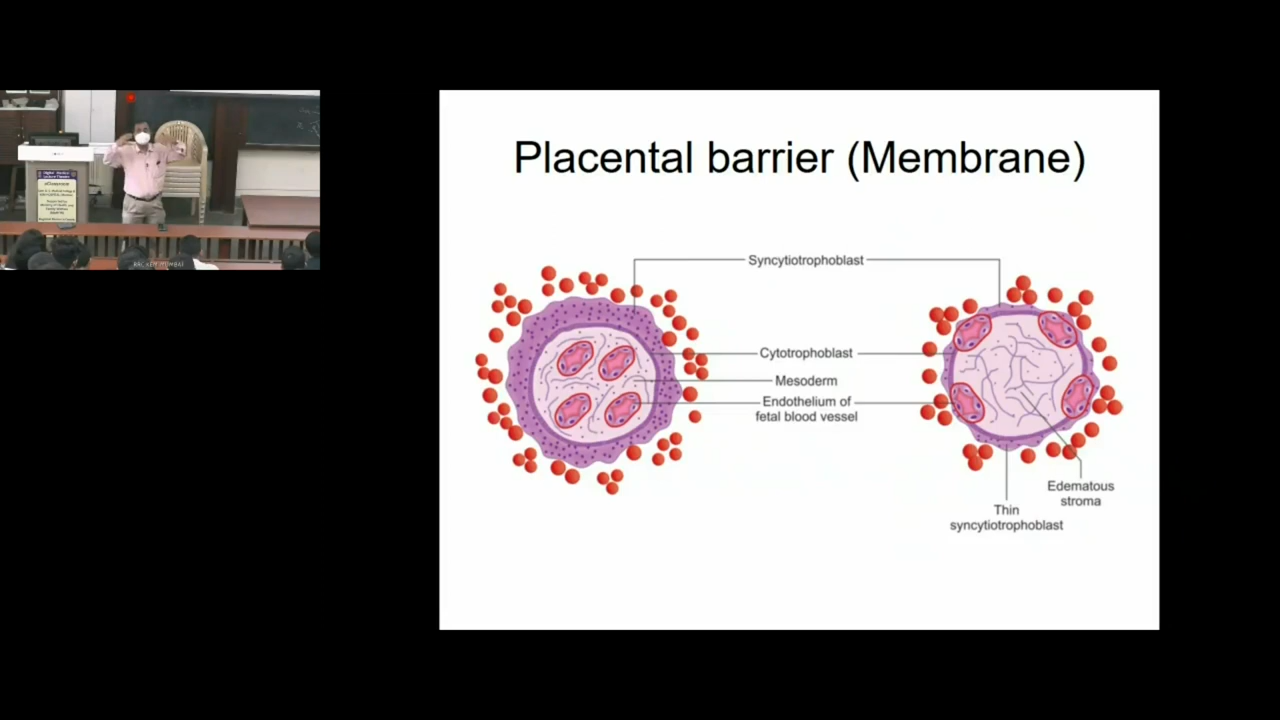 Placental barrier (Membrane)
Syncytiotrophoblast
Cytotrophoblast
Mesoderm
Endothelium of
fetal blood vessel
Edematous
stroma
Thin
syncytiotrophoblast